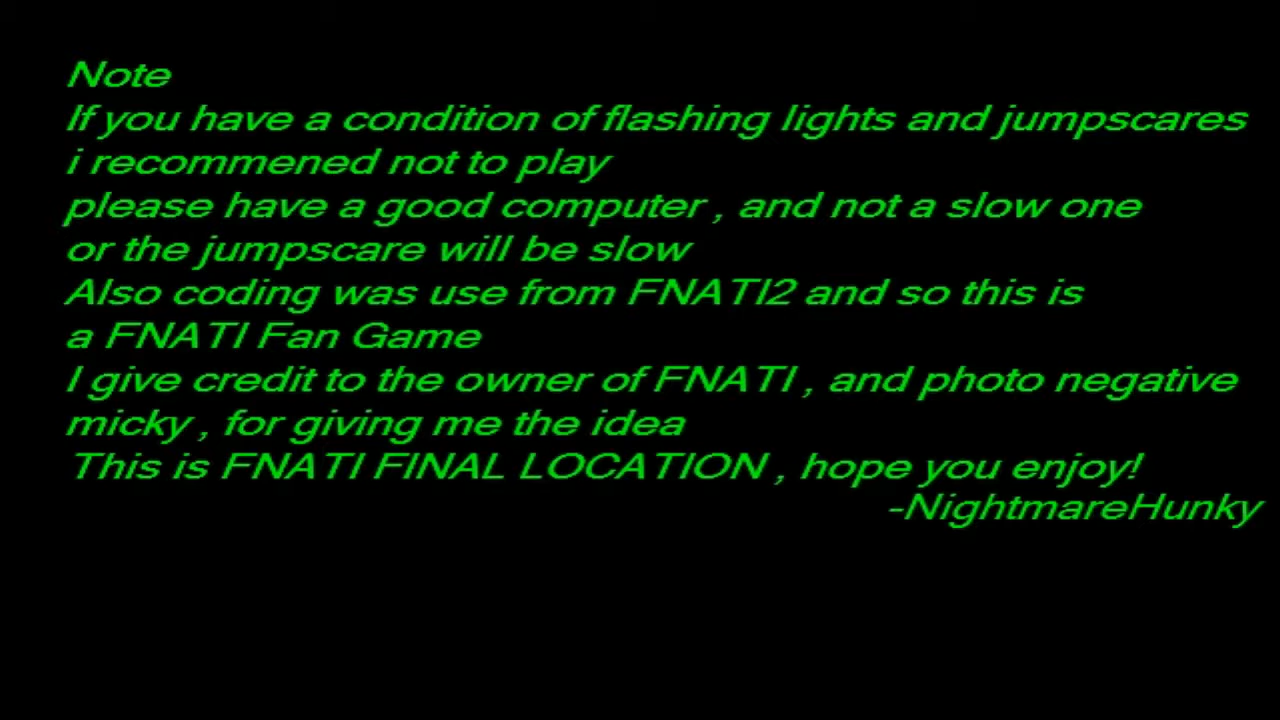 Note
If you have a condition of flashing lights and jumpscares
i recommened not to play
please have a good computer , and not a slow one
or the jumpscare will be slow
Also coding was use from FNATI2 and so this is
a FNATI Fan Game
I give credit to the owner of FNATI , and photo negative
micky , for giving me the idea
This is FNATI FINAL LOCATION , hope you enjoy!
-NightmareHunky